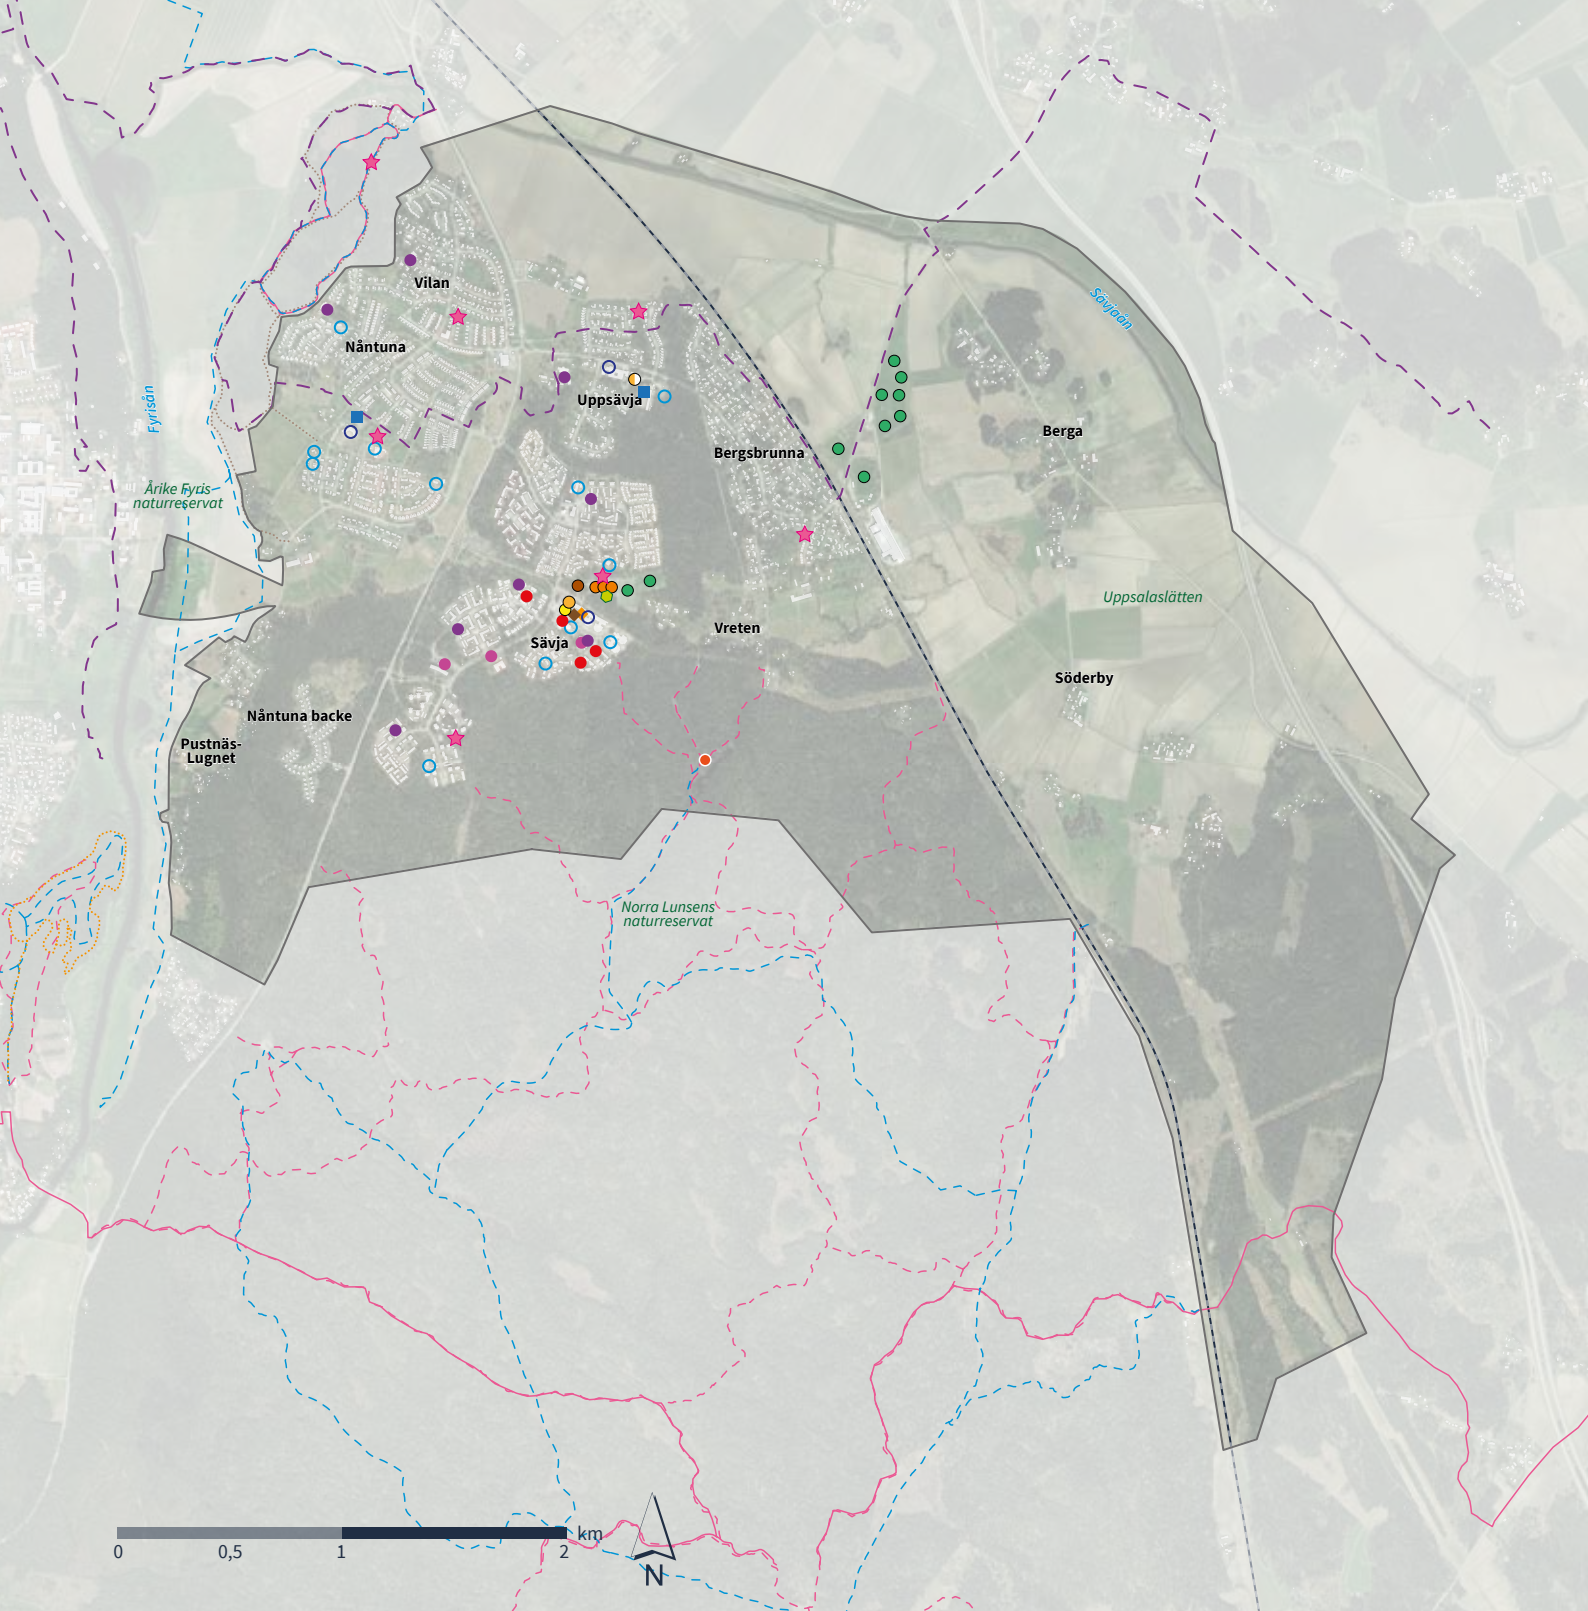 Vilan
Sävjaån
Nåntuna
Uppsävja
Fyrisån
Berga
Bergsbrunna
Årike Fyris
naturreservat
Uppsalaslätten
Vreten
Sävja
Söderby
Nåntuna backe
Pustnäs-
Lugnet
Norra Lunsens
naturreservat
km
0 0,5 1 2
N